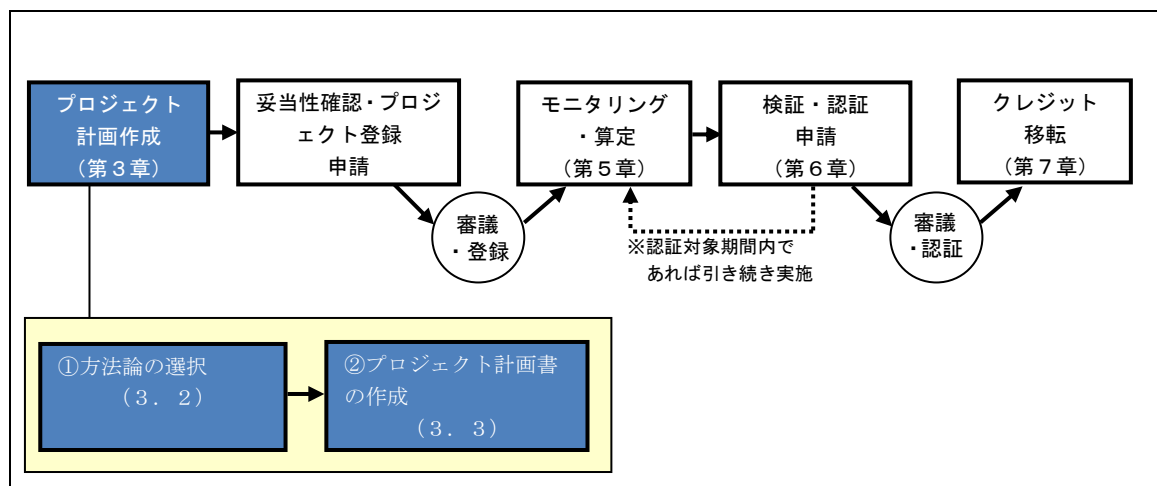 プロジェクト
計画作成
（第３章）
妥当性確認・プロジ
ェクト登録
申請
審議
・登録
モニタリング
・算定
（第５章）
検証・認証
申請
（第６章）
※認証対象期間内で
あれば引き続き実施
審議
・認証
クレジット
移転
（第７章）
①方法論の選択
（３．２）
②プロジェクト計画書
の作成
（３．３）